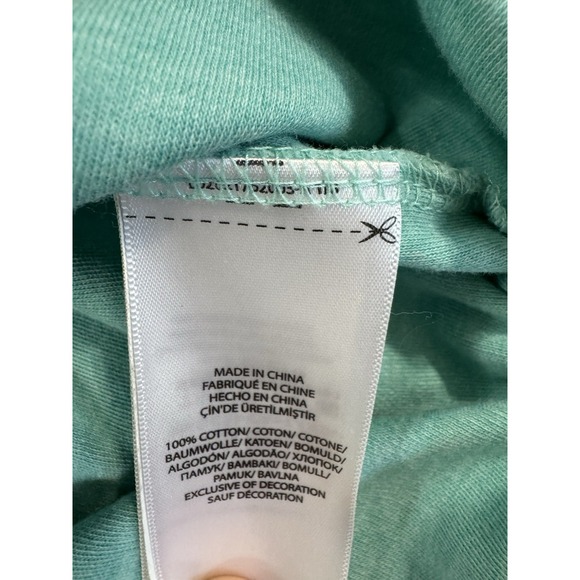 MADE IN CHINA
FABRIQUÉ EN CHINE
HECHO EN CHINA
ÇİN'DE ÜRETİLMİŞTİR
100% COTTON/ COTON/ COTONE/
BAUMWOLLE/ KATOEN/ BOMULD/
ALGODÓN/ ALGODÃO/ ХЛОПОК/
ПАМУК/ BAMBAKI/ BOMULL/
PAMUK/ BAVLNA
EXCLUSIVE OF DECORATION
SAUF DÉCORATION